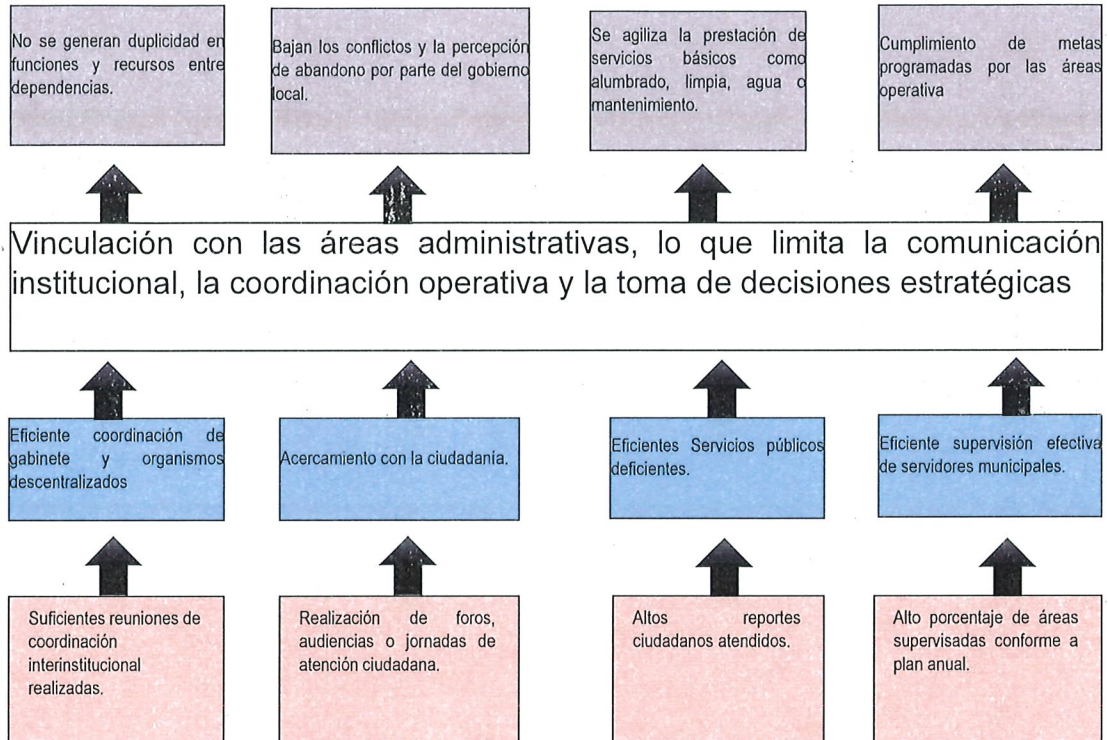 No se generan duplicidad en
funciones y recursos entre
dependencias.
Bajan los conflictos y la percepción
de abandono por parte del gobierno
local.
Se agiliza la prestación de
servicios básicos como
alumbrado, limpia, agua o
mantenimiento.
Cumplimiento de metas
programadas por las áreas
operativa
Vinculación con las áreas administrativas, lo que limita la comunicación
institucional, la coordinación operativa y la toma de decisiones estratégicas
Eficiente coordinación de
gabinete y organismos
descentralizados
Acercamiento con la ciudadanía.
Eficientes Servicios públicos
deficientes.
Eficiente supervisión efectiva
de servidores municipales.
Suficientes reuniones de
coordinación
interinstitucional
realizadas.
Realización de foros,
audiencias o jornadas de
atención ciudadana.
Altos reportes
ciudadanos atendidos.
Alto porcentaje de áreas
supervisadas conforme a
plan anual.